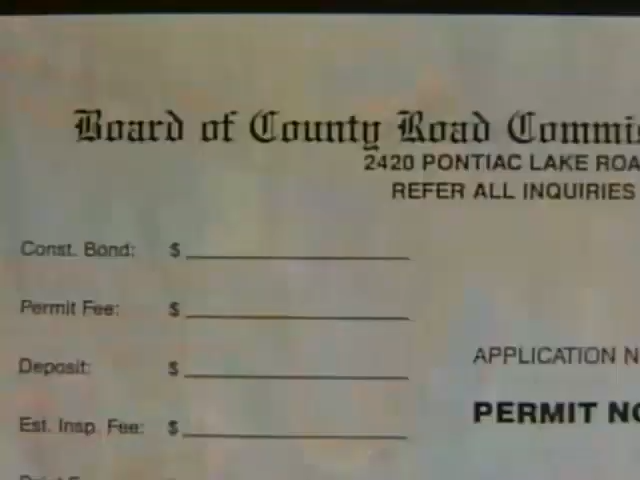 Board of County Road Commis
2420 PONTIAC LAKE ROA
REFER ALL INQUIRIES
Const. Bond: $
Permit Fee: $
Deposit: $
APPLICATION N
Est. Insp. Fee: $
PERMIT NO